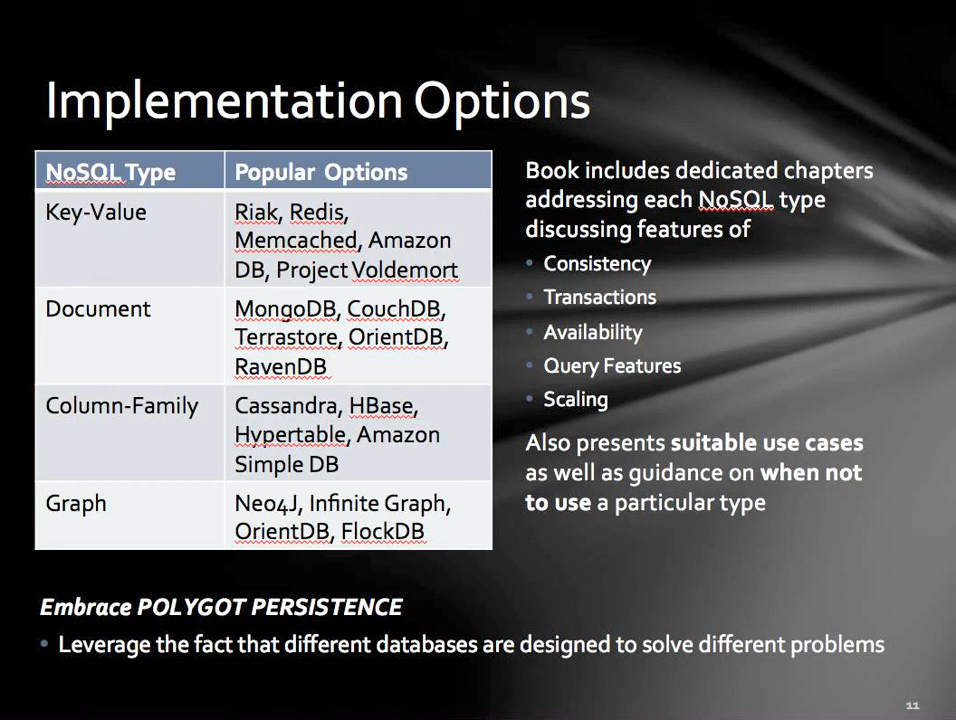 Implementation Options
NoSQL Type
Popular Options
Key-Value
Riak, Redis,
Memcached, Amazon
DB, Project Voldemort
Document
MongoDB, CouchDB,
Terrastore, OrientDB,
RavenDB
Column-Family
Cassandra, HBase,
Hypertable, Amazon
Simple DB
Graph
Neo4J, Infinite Graph,
OrientDB, FlockDB
Book includes dedicated chapters
addressing each NoSQL type
discussing features of
• Consistency
• Transactions
• Availability
• Query Features
• Scaling
Also presents suitable use cases
as well as guidance on when not
to use a particular type
Embrace POLYGOT PERSISTENCE
• Leverage the fact that different databases are designed to solve different problems
11